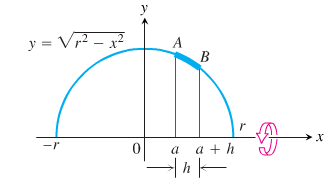 y
y = √r² − x²
A
B
r
x
−r
0
a
a + h
h